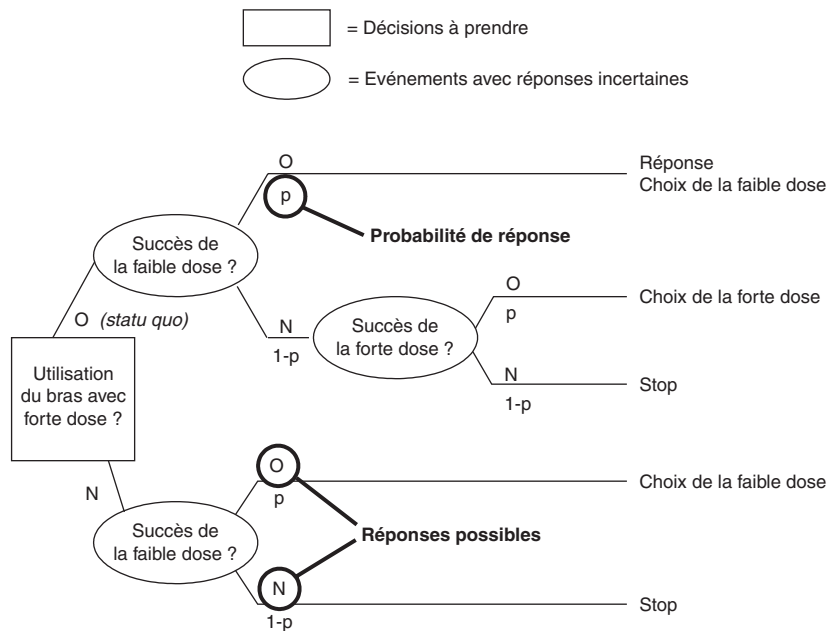 = Décisions à prendre
= Evénements avec réponses incertaines
O
p
Réponse
Choix de la faible dose
Probabilité de réponse
Succès de
la faible dose ?
O (statu quo)
N
1-p
Succès de
la forte dose ?
O
p
Choix de la forte dose
N
1-p
Stop
Utilisation
du bras avec
forte dose ?
N
Succès de
la faible dose ?
O
p
Choix de la faible dose
Réponses possibles
N
1-p
Stop